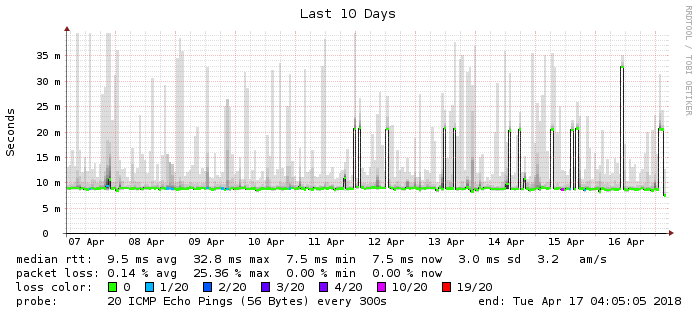 Last 10 Days
RRDTOOL / TOBI OETIKER
Seconds
35 m
30 m
25 m
20 m
15 m
10 m
5 m
0
07 Apr 08 Apr 09 Apr 10 Apr 11 Apr 12 Apr 13 Apr 14 Apr 15 Apr 16 Apr
median rtt: 9.5 ms avg 32.8 ms max 7.5 ms min 7.5 ms now 3.0 ms sd 3.2 am/s
packet loss: 0.14 % avg 25.36 % max 0.00 % min 0.00 % now
loss color: 0 1/20 2/20 3/20 4/20 10/20 19/20
probe: 20 ICMP Echo Pings (56 Bytes) every 300s end: Tue Apr 17 04:05:05 2018